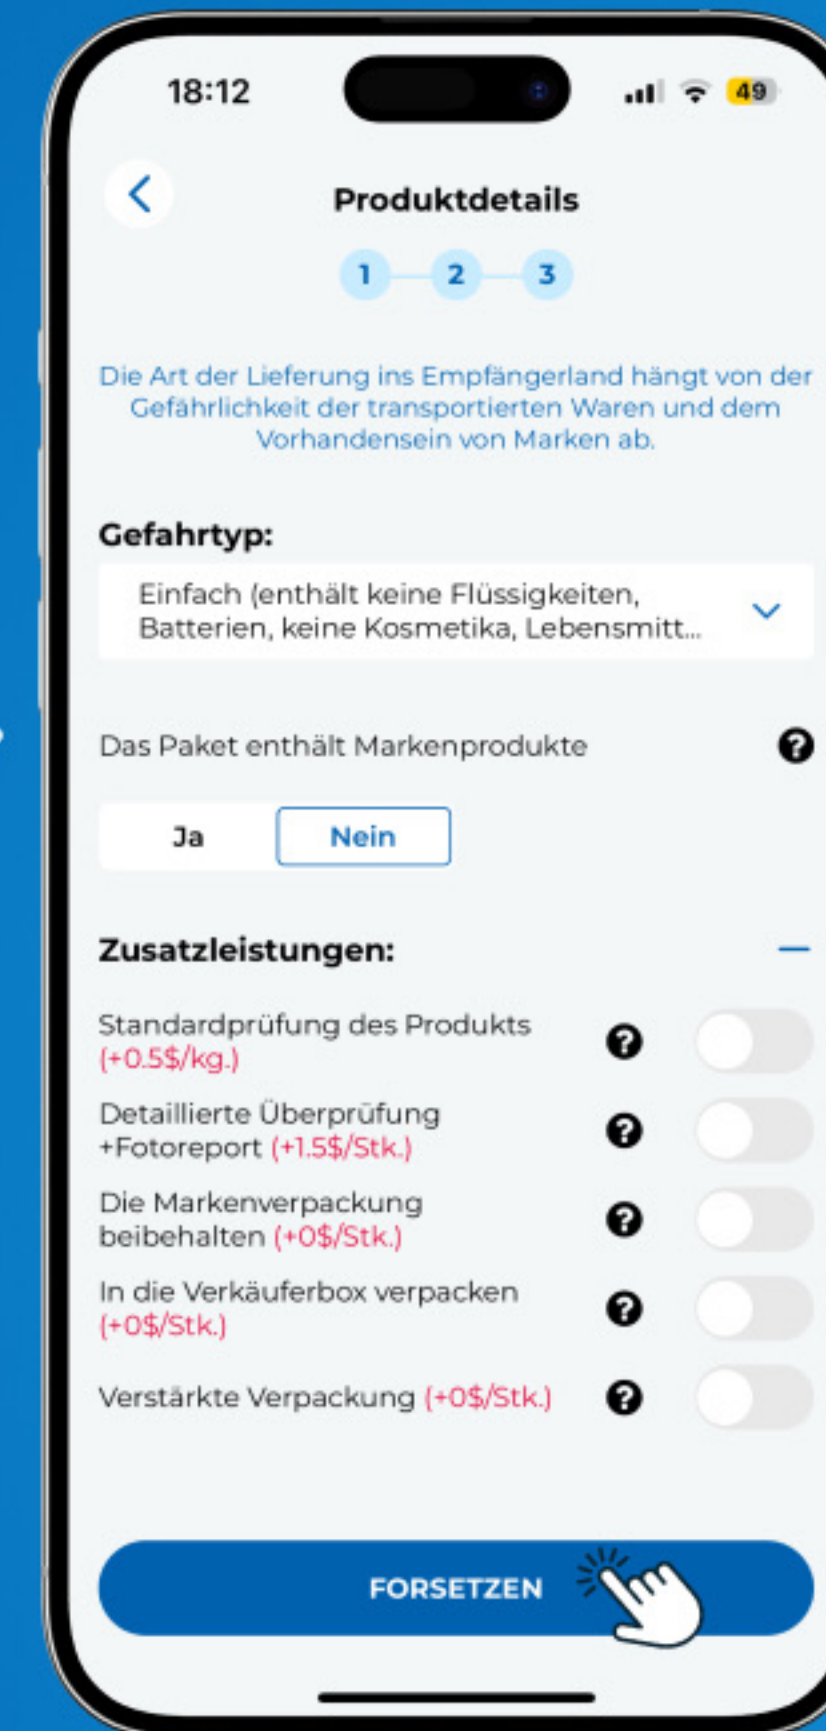 18:12
49
Produktdetails
1 2 3
Die Art der Lieferung ins Empfängerland hängt von der
Gefährlichkeit der transportierten Waren und dem
Vorhandensein von Marken ab.
Gefahrtyp:
Einfach (enthält keine Flüssigkeiten,
Batterien, keine Kosmetika, Lebensmitt...
Das Paket enthält Markenprodukte ?
Ja Nein
Zusatzleistungen:
Standardprüfung des Produkts
(+0.5$/kg.) ?
Detaillierte Überprüfung
+Fotoreport (+1.5$/Stk.) ?
Die Markenverpackung
beibehalten (+0$/Stk.) ?
In die Verkäuferbox verpacken
(+0$/Stk.) ?
Verstärkte Verpackung (+0$/Stk.) ?
FORSETZEN